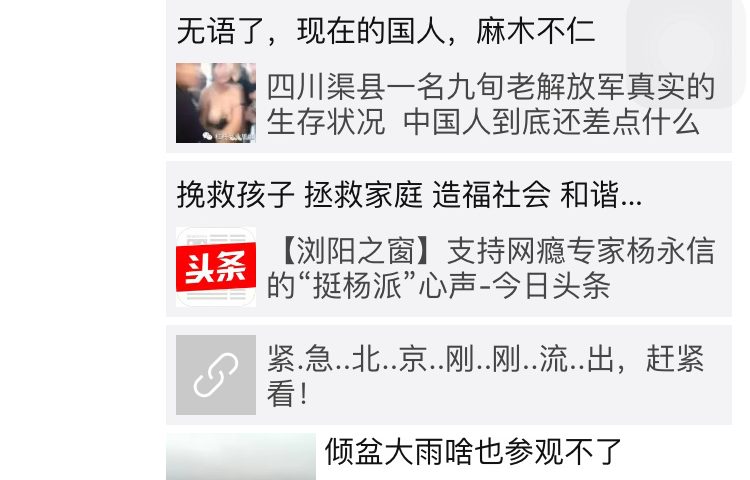 无语了，现在的国人，麻木不仁
四川渠县一名九旬老解放军真实的
生存状况 中国人到底还差点什么
挽救孩子 拯救家庭 造福社会 和谐...
头条
【浏阳之窗】支持网瘾专家杨永信
的“挺杨派”心声-今日头条
紧.急..北..京..刚..刚..流..出，赶紧
看！
倾盆大雨啥也参观不了